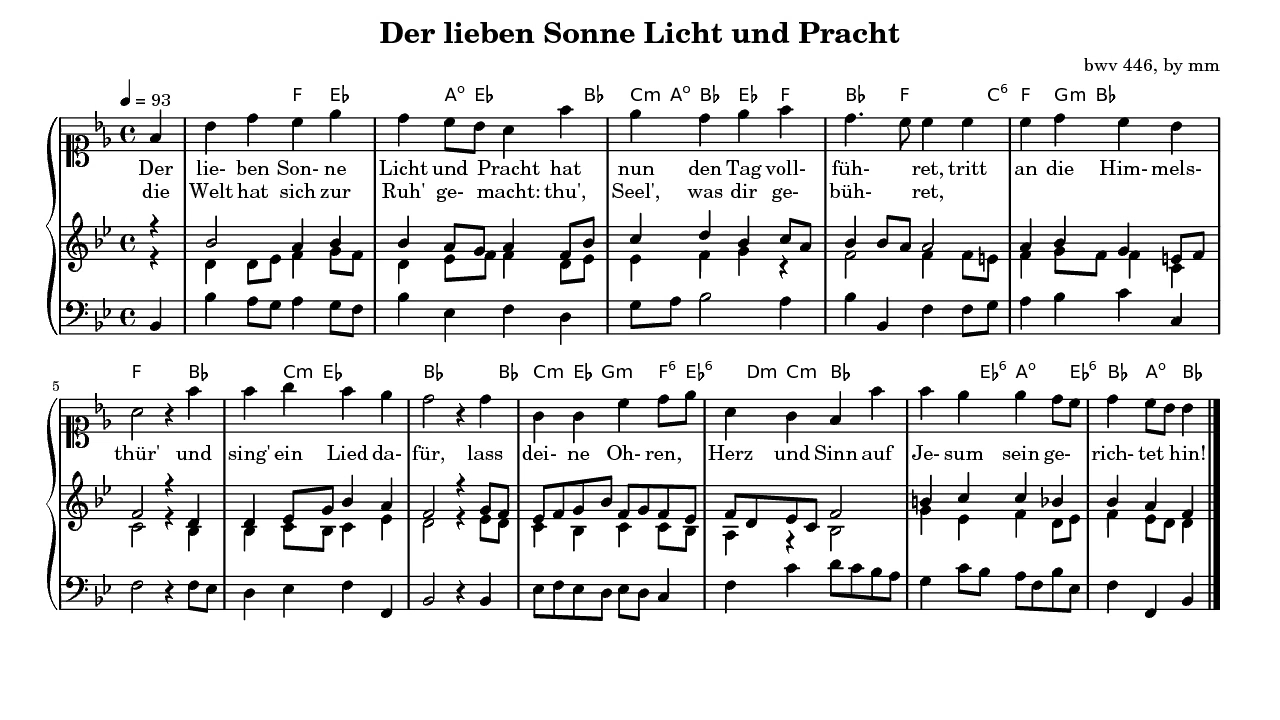 Der lieben Sonne Licht und Pracht
bwv 446, by mm
= 93
F E♭ A° E♭ B♭ Cm A° B♭ E♭ F B♭ F C6 F Gm B♭
Der lie- ben Son- ne Licht und Pracht hat nun den Tag voll- füh- ret, tritt an die Him- mels-
die Welt hat sich zur Ruh' ge- macht: thu', Seel', was dir ge- büh- ret,
F B♭ Cm E♭ B♭ B♭ Cm E♭ Gm F6 E♭6 Dm Cm B♭ E♭6 A° E♭6 B♭ A° B♭
5
thür' und sing' ein Lied da- für, lass dei- ne Oh- ren, Herz und Sinn auf Je- sum sein ge- rich- tet hin!